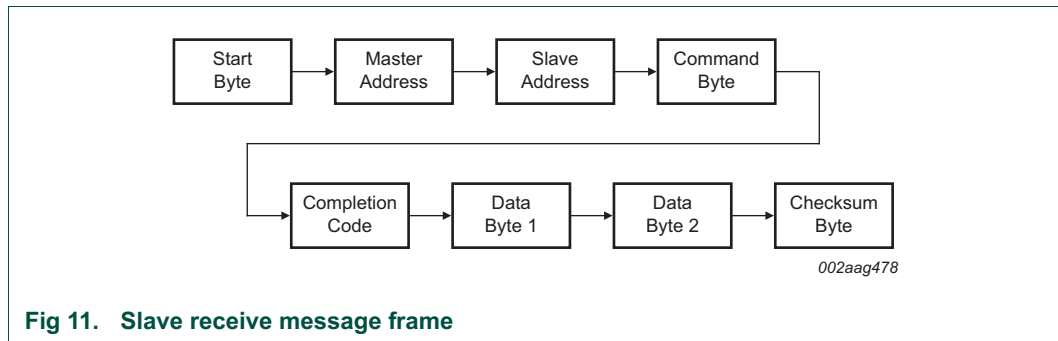 Start
Byte
Master
Address
Slave
Address
Command
Byte
Completion
Code
Data
Byte 1
Data
Byte 2
Checksum
Byte
002aag478
Fig 11. Slave receive message frame